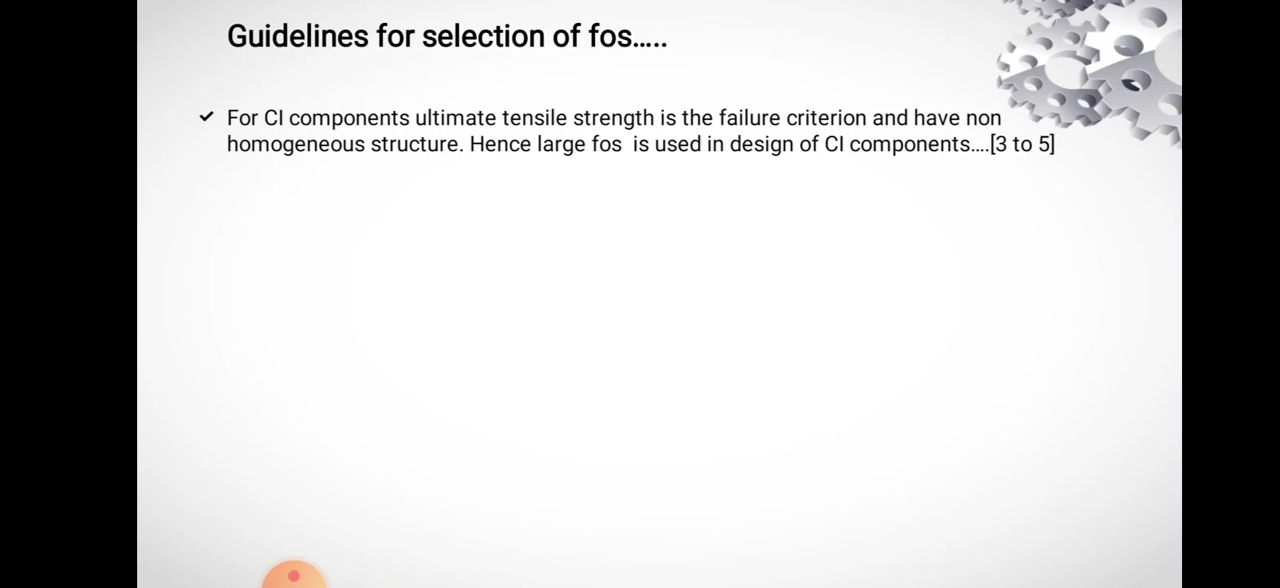 Guidelines for selection of fos.....
✓ For CI components ultimate tensile strength is the failure criterion and have non
homogeneous structure. Hence large fos is used in design of CI components....[3 to 5]